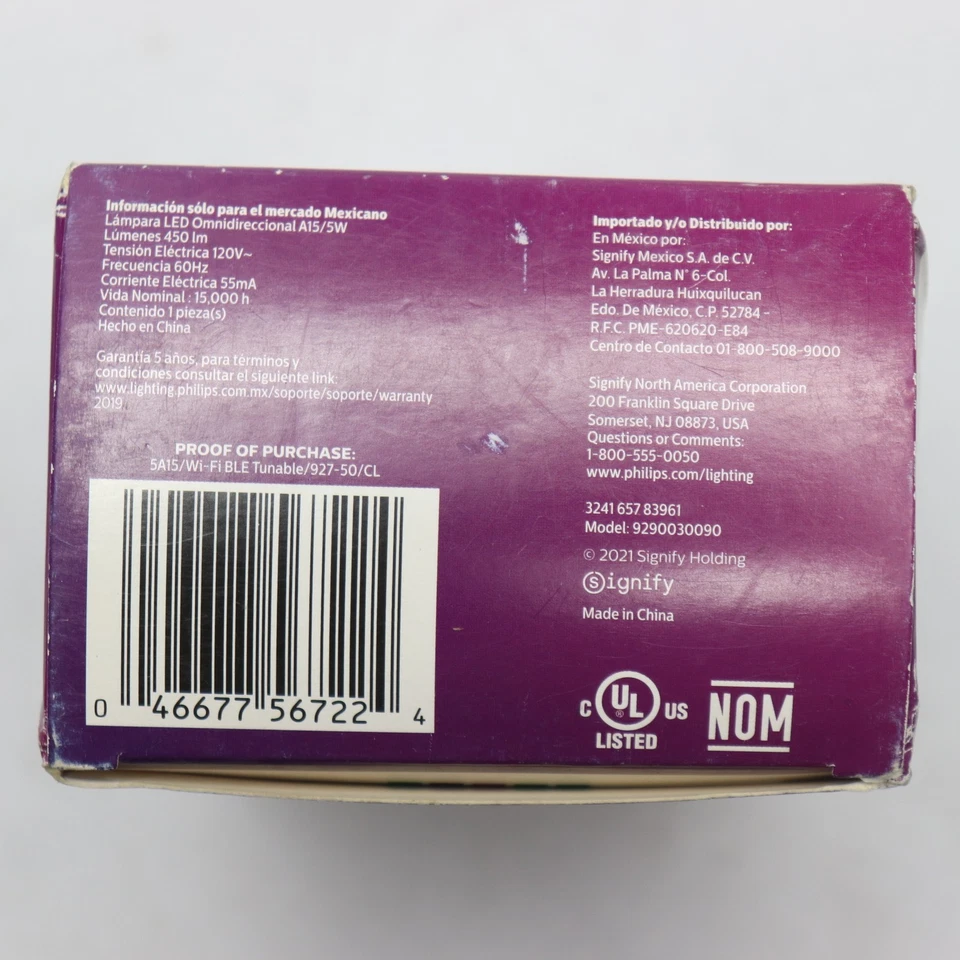 Información sólo para el mercado Mexicano
Lámpara LED Omnidireccional A15/5W
Lúmenes 450 lm
Tensión Eléctrica 120V~
Frecuencia 60Hz
Corriente Eléctrica 55mA
Vida Nominal : 15,000 h
Contenido 1 pieza(s)
Hecho en China
Garantía 5 años, para términos y
condiciones consultar el siguiente link:
www.lighting.philips.com.mx/soporte/soporte/warranty
2019
PROOF OF PURCHASE:
5A15/Wi-Fi BLE Tunable/927-50/CL
0 46677 56722 4
Importado y/o Distribuido por:
En México por:
Signify Mexico S.A. de C.V.
Av. La Palma N° 6-Col.
La Herradura Huixquilucan
Edo. De México, C.P. 52784 -
R.F.C. PME-620620-E84
Centro de Contacto 01-800-508-9000
Signify North America Corporation
200 Franklin Square Drive
Somerset, NJ 08873, USA
Questions or Comments:
1-800-555-0050
www.philips.com/lighting
3241 657 83961
Model: 9290030090
© 2021 Signify Holding
Signify
Made in China
C UL ® US
LISTED
NOM